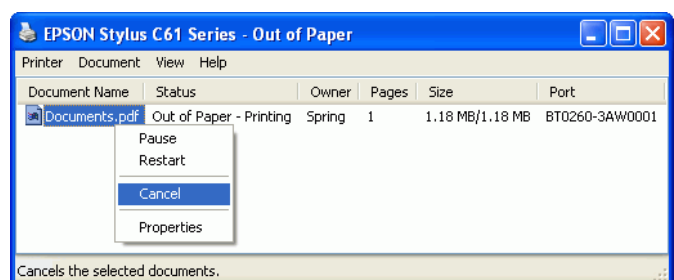 EPSON Stylus C61 Series - Out of Paper
Printer Document View Help
Document Name Status Owner Pages Size Port
Documents.pdf Out of Paper - Printing Spring 1 1.18 MB/1.18 MB BT0260-3AW0001
Pause
Restart
Cancel
Properties
Cancels the selected documents.